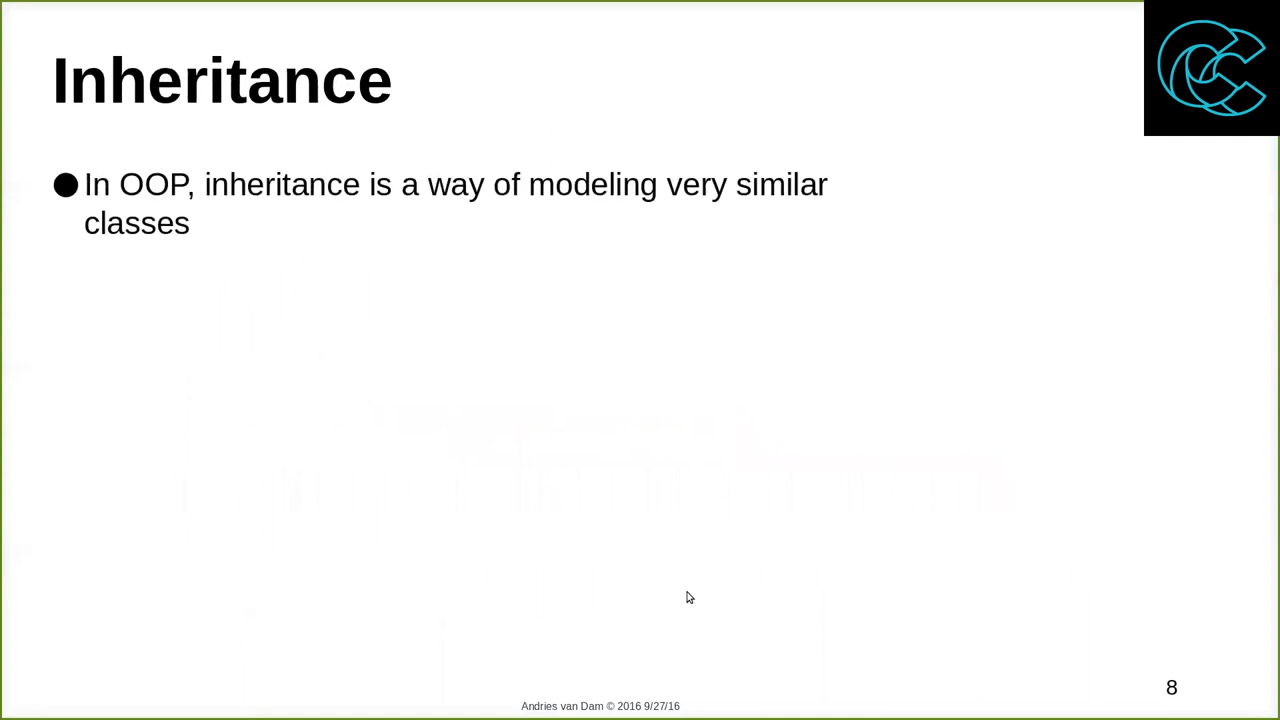 Inheritance
● In OOP, inheritance is a way of modeling very similar
classes
8
Andries van Dam © 2016 9/27/16